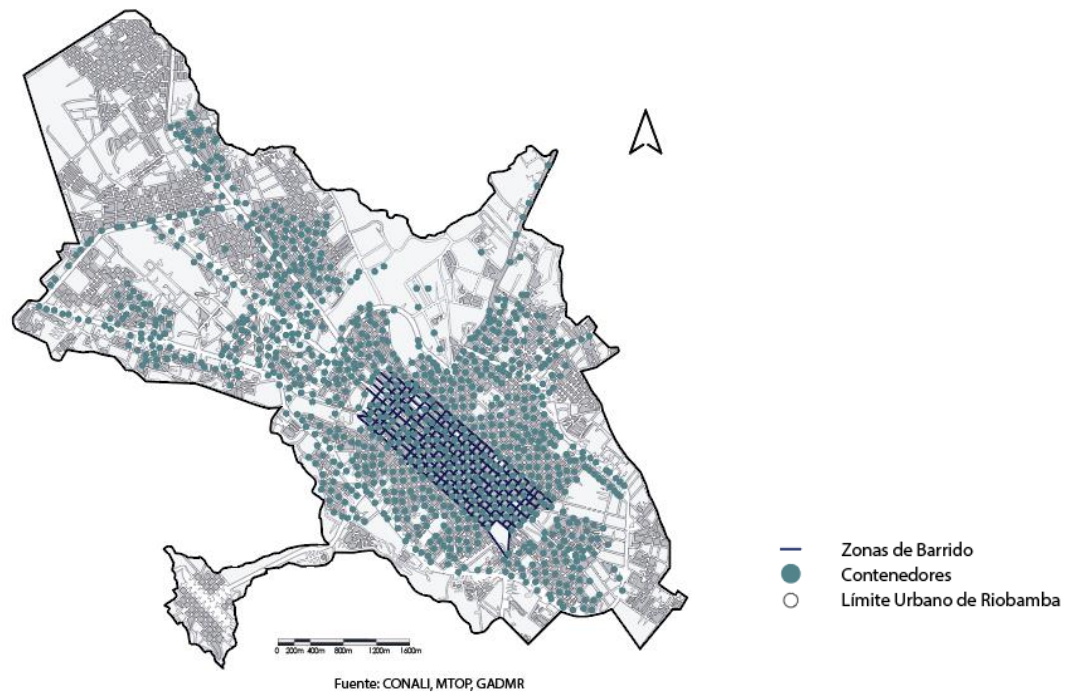 Zonas de Barrido
Contenedores
Límite Urbano de Riobamba
0 200m 400m 800m 1200m 1600m
Fuente: CONALI, MTOP, GADMR